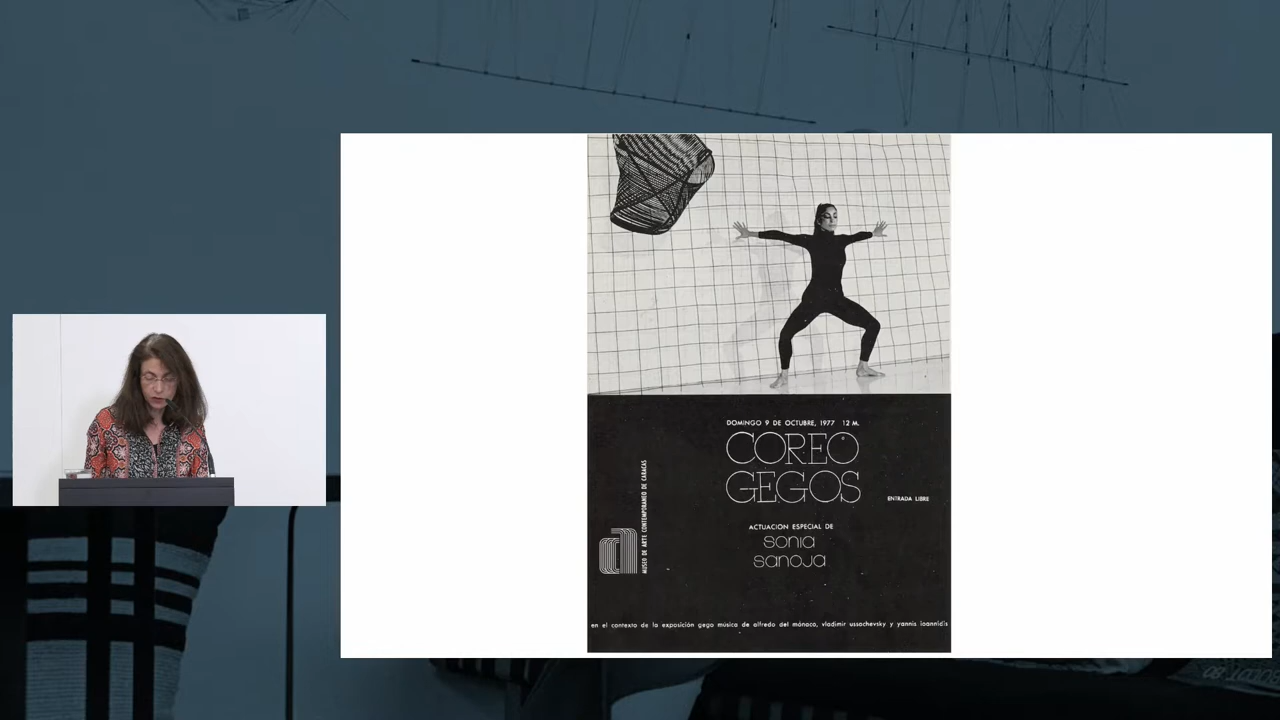 DOMINGO 9 DE OCTUBRE, 1977 12 M.
COREO
GEGOS
ENTRADA LIBRE
ACTUACION ESPECIAL DE
sonia
sanoja
MUSEO DE ARTE CONTEMPORANEO DE CARACAS
en el contexto de la exposición gego música de alfredo del mónaco, vladimir ussachevsky y yannis ioannidis